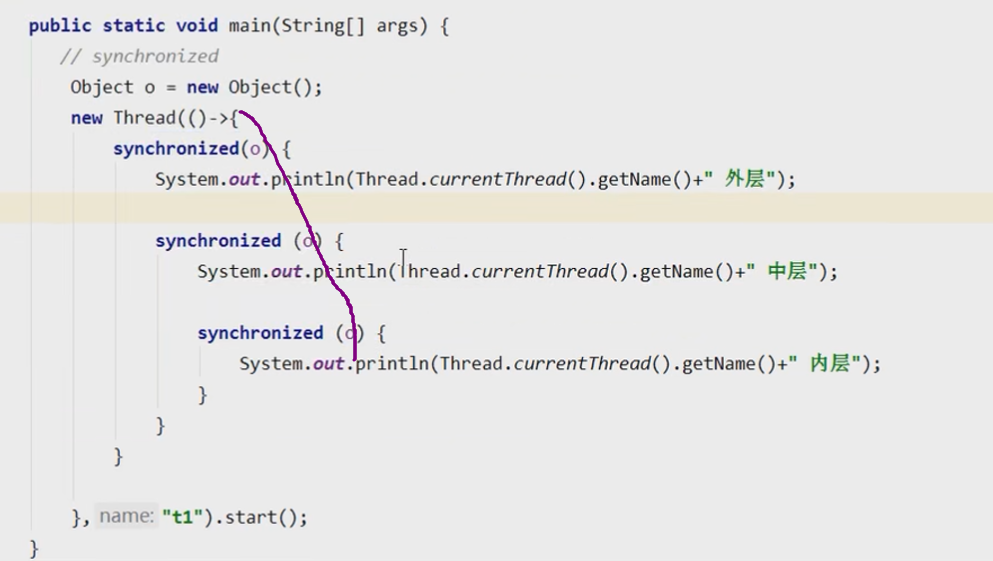 public static void main(String[] args) {
// synchronized
Object o = new Object();
new Thread(()->{
synchronized(o) {
System.out.println(Thread.currentThread().getName()+" 外层");
synchronized (o) {
System.out.println(Thread.currentThread().getName()+" 中层");
synchronized (o) {
System.out.println(Thread.currentThread().getName()+" 内层");
}
}
}
}, name: "t1").start();
}